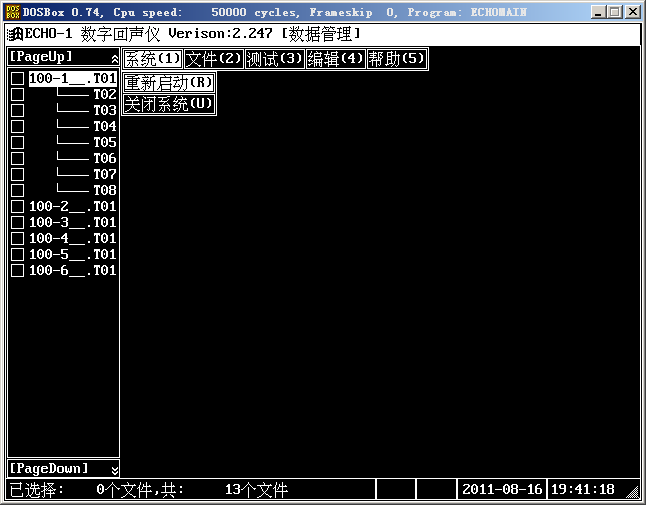 DOSBox 0.74, Cpu speed: 50000 cycles, Frameskip 0, Program: ECHOMAIN
ECHO-1 数字回声仪 Verison:2.247 [数据管理]
[PageUp] 系统(1) 文件(2) 测试(3) 编辑(4) 帮助(5)
100-1__.T01 重新启动(R)
T02 关闭系统(U)
T03
T04
T05
T06
T07
T08
100-2__.T01
100-3__.T01
100-4__.T01
100-5__.T01
100-6__.T01
[PageDown]
已选择: 0个文件,共: 13个文件 2011-08-16 19:41:18